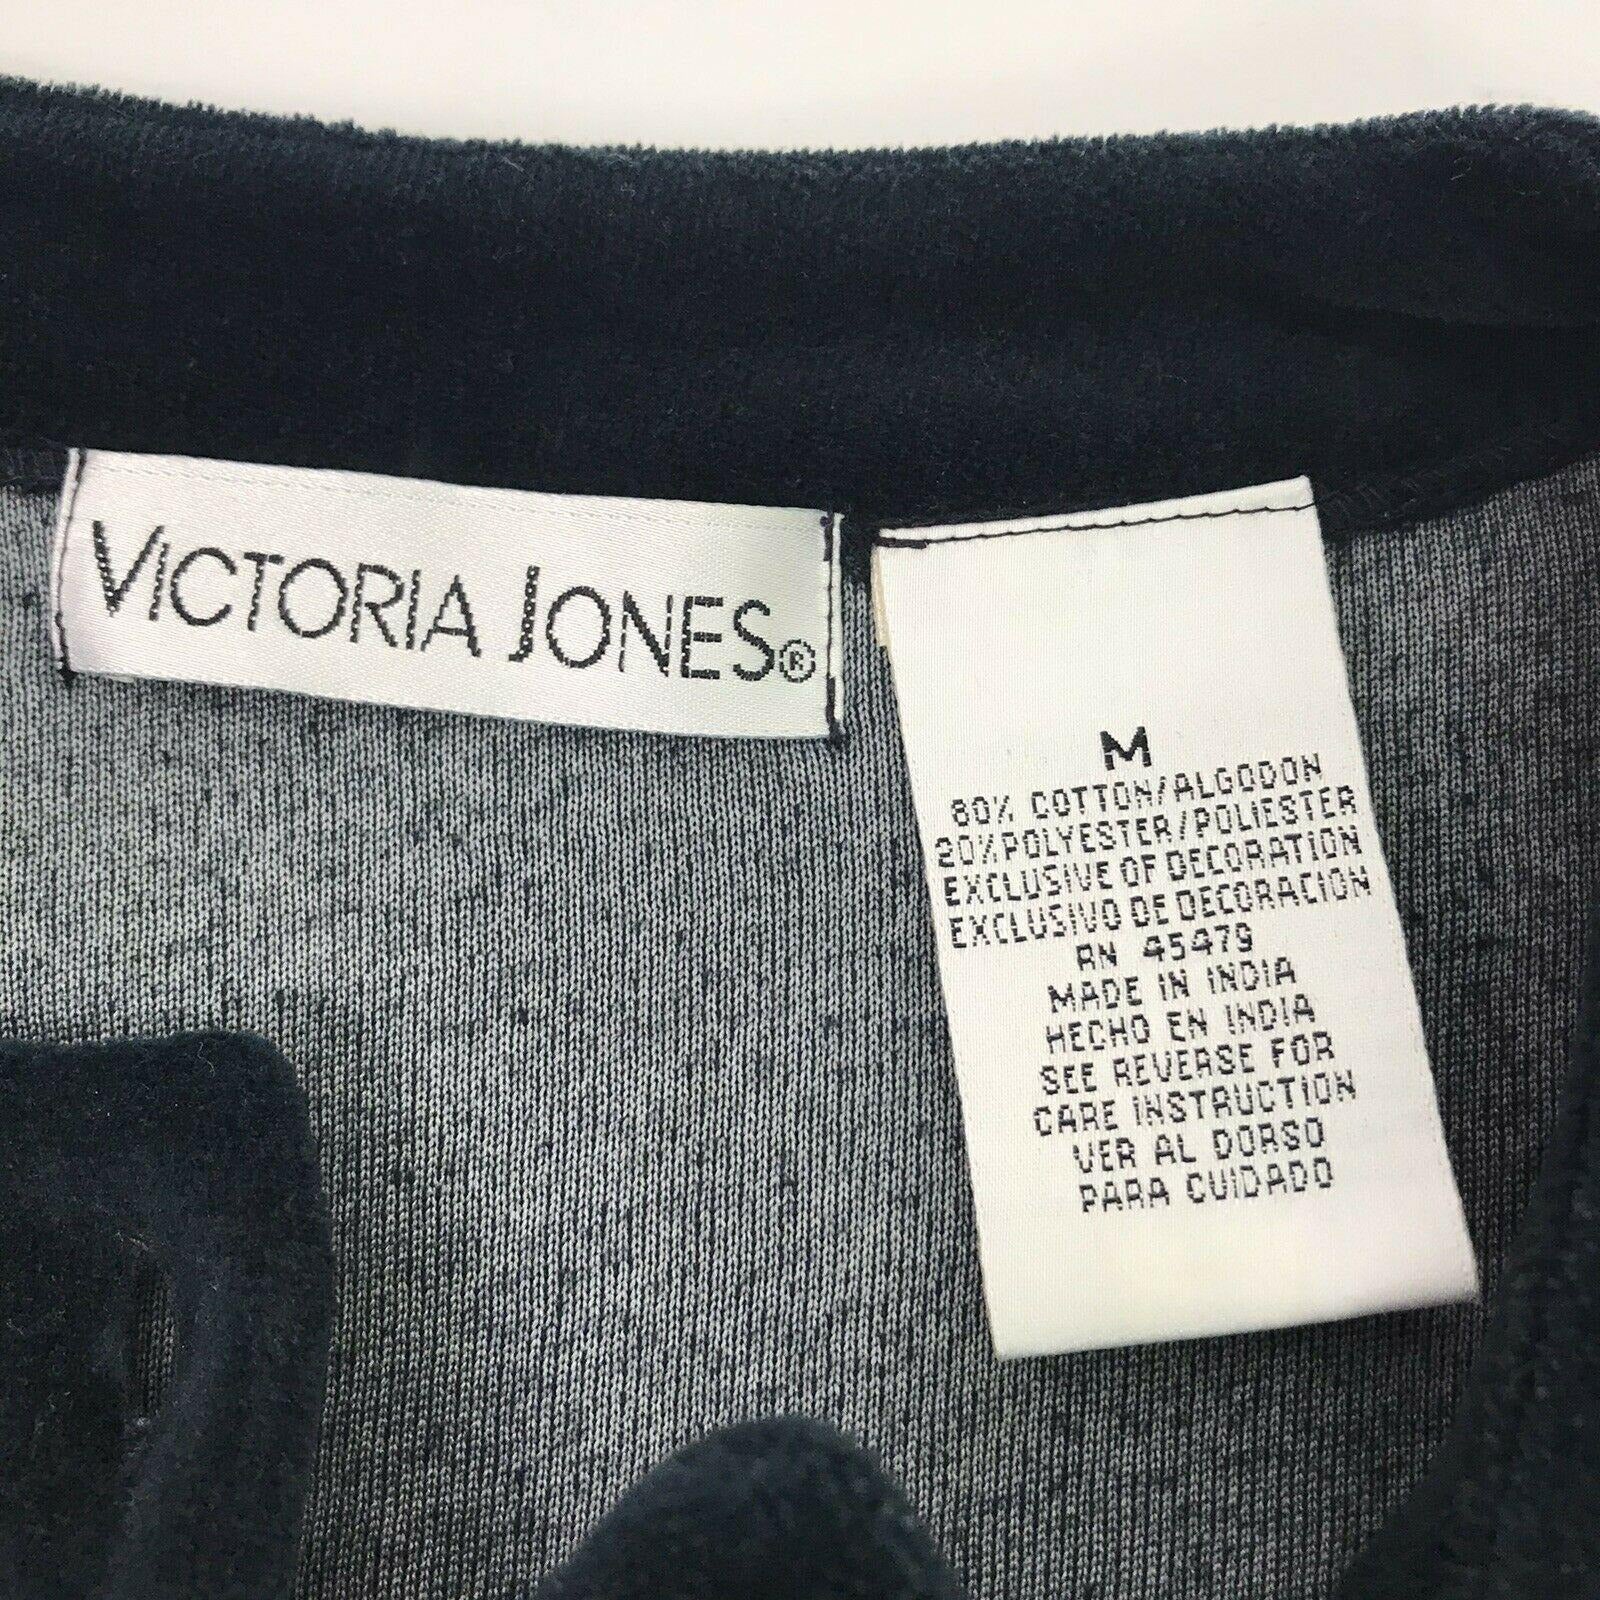 VICTORIA JONES®
M
80% COTTON/ALGODON
20% POLYESTER/POLIESTER
EXCLUSIVE OF DECORATION
EXCLUSIVO DE DECORACION
RN 45479
MADE IN INDIA
HECHO EN INDIA
SEE REVERSE FOR
CARE INSTRUCTION
VER AL DORSO
PARA CUIDADO